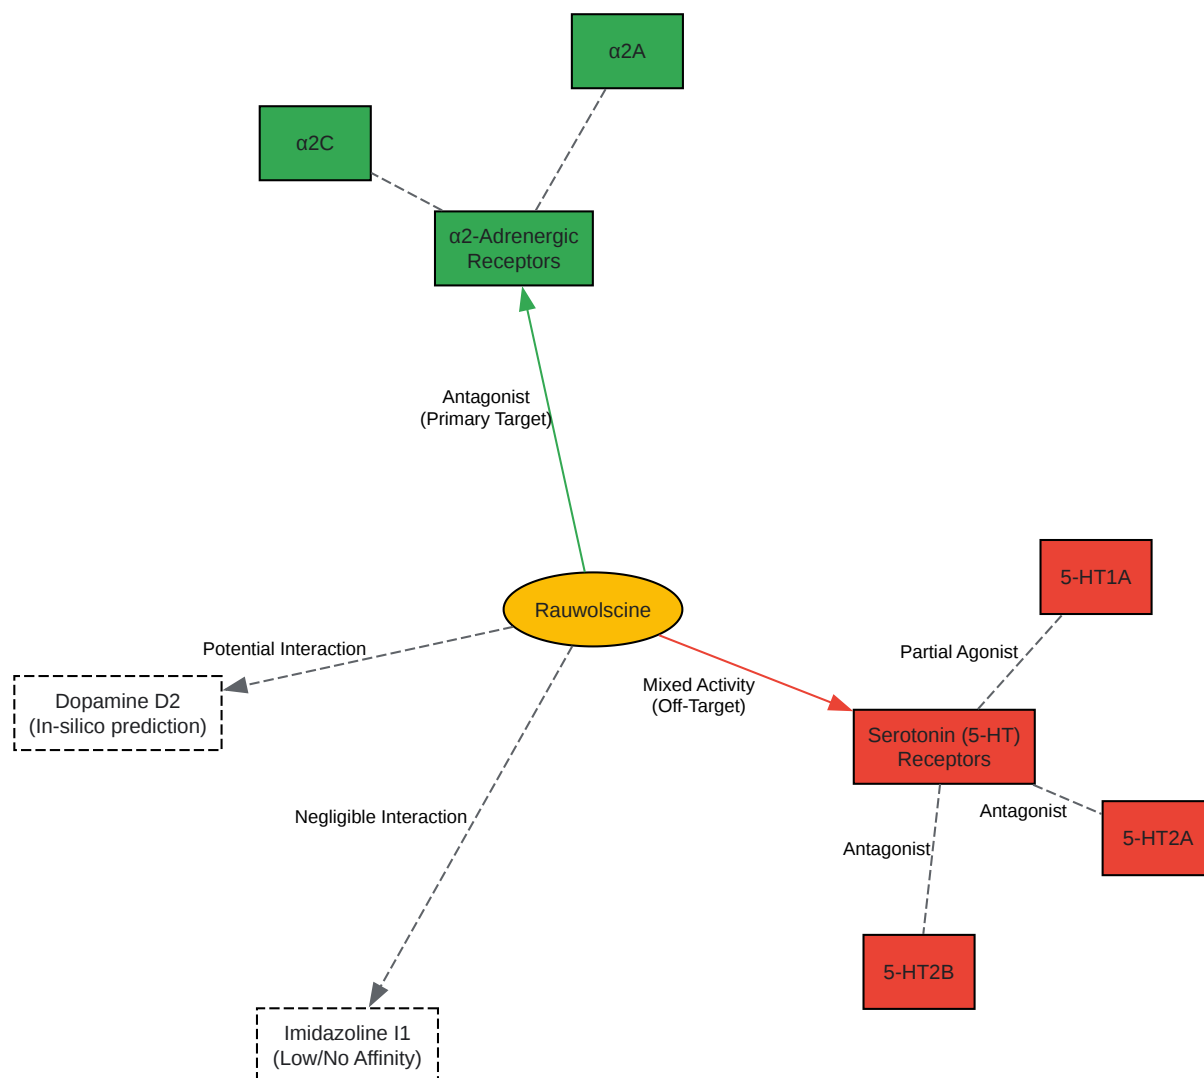 α2A
α2C
α2-Adrenergic
Receptors
Antagonist
(Primary Target)
5-HT1A
Rauwolscine
Potential Interaction
Partial Agonist
Mixed Activity
(Off-Target)
Dopamine D2
(In-silico prediction)
Serotonin (5-HT)
Receptors
Negligible Interaction
Antagonist
5-HT2A
Antagonist
5-HT2B
Imidazoline I1
(Low/No Affinity)